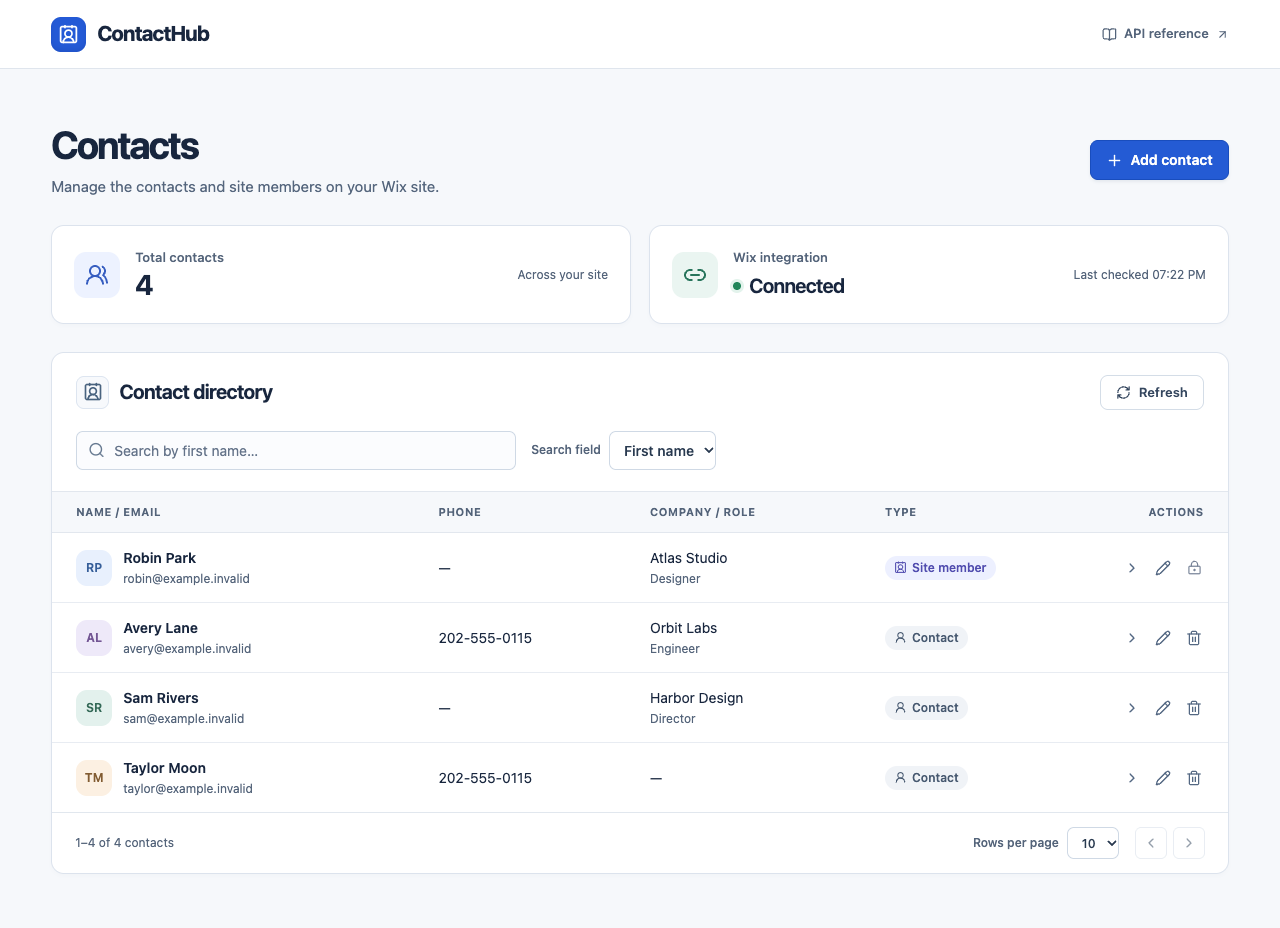 ContactHub
API reference
Contacts
Manage the contacts and site members on your Wix site.
Add contact
Total contacts
4
Across your site
Wix integration
Connected
Last checked 07:22 PM
Contact directory
Refresh
Search by first name...
Search field
First name
NAME / EMAIL PHONE COMPANY / ROLE TYPE ACTIONS
RP
Robin Park
robin@example.invalid
—
Atlas Studio
Designer
Site member
AL
Avery Lane
avery@example.invalid
202-555-0115
Orbit Labs
Engineer
Contact
SR
Sam Rivers
sam@example.invalid
—
Harbor Design
Director
Contact
TM
Taylor Moon
taylor@example.invalid
202-555-0115
—
Contact
1–4 of 4 contacts
Rows per page
10